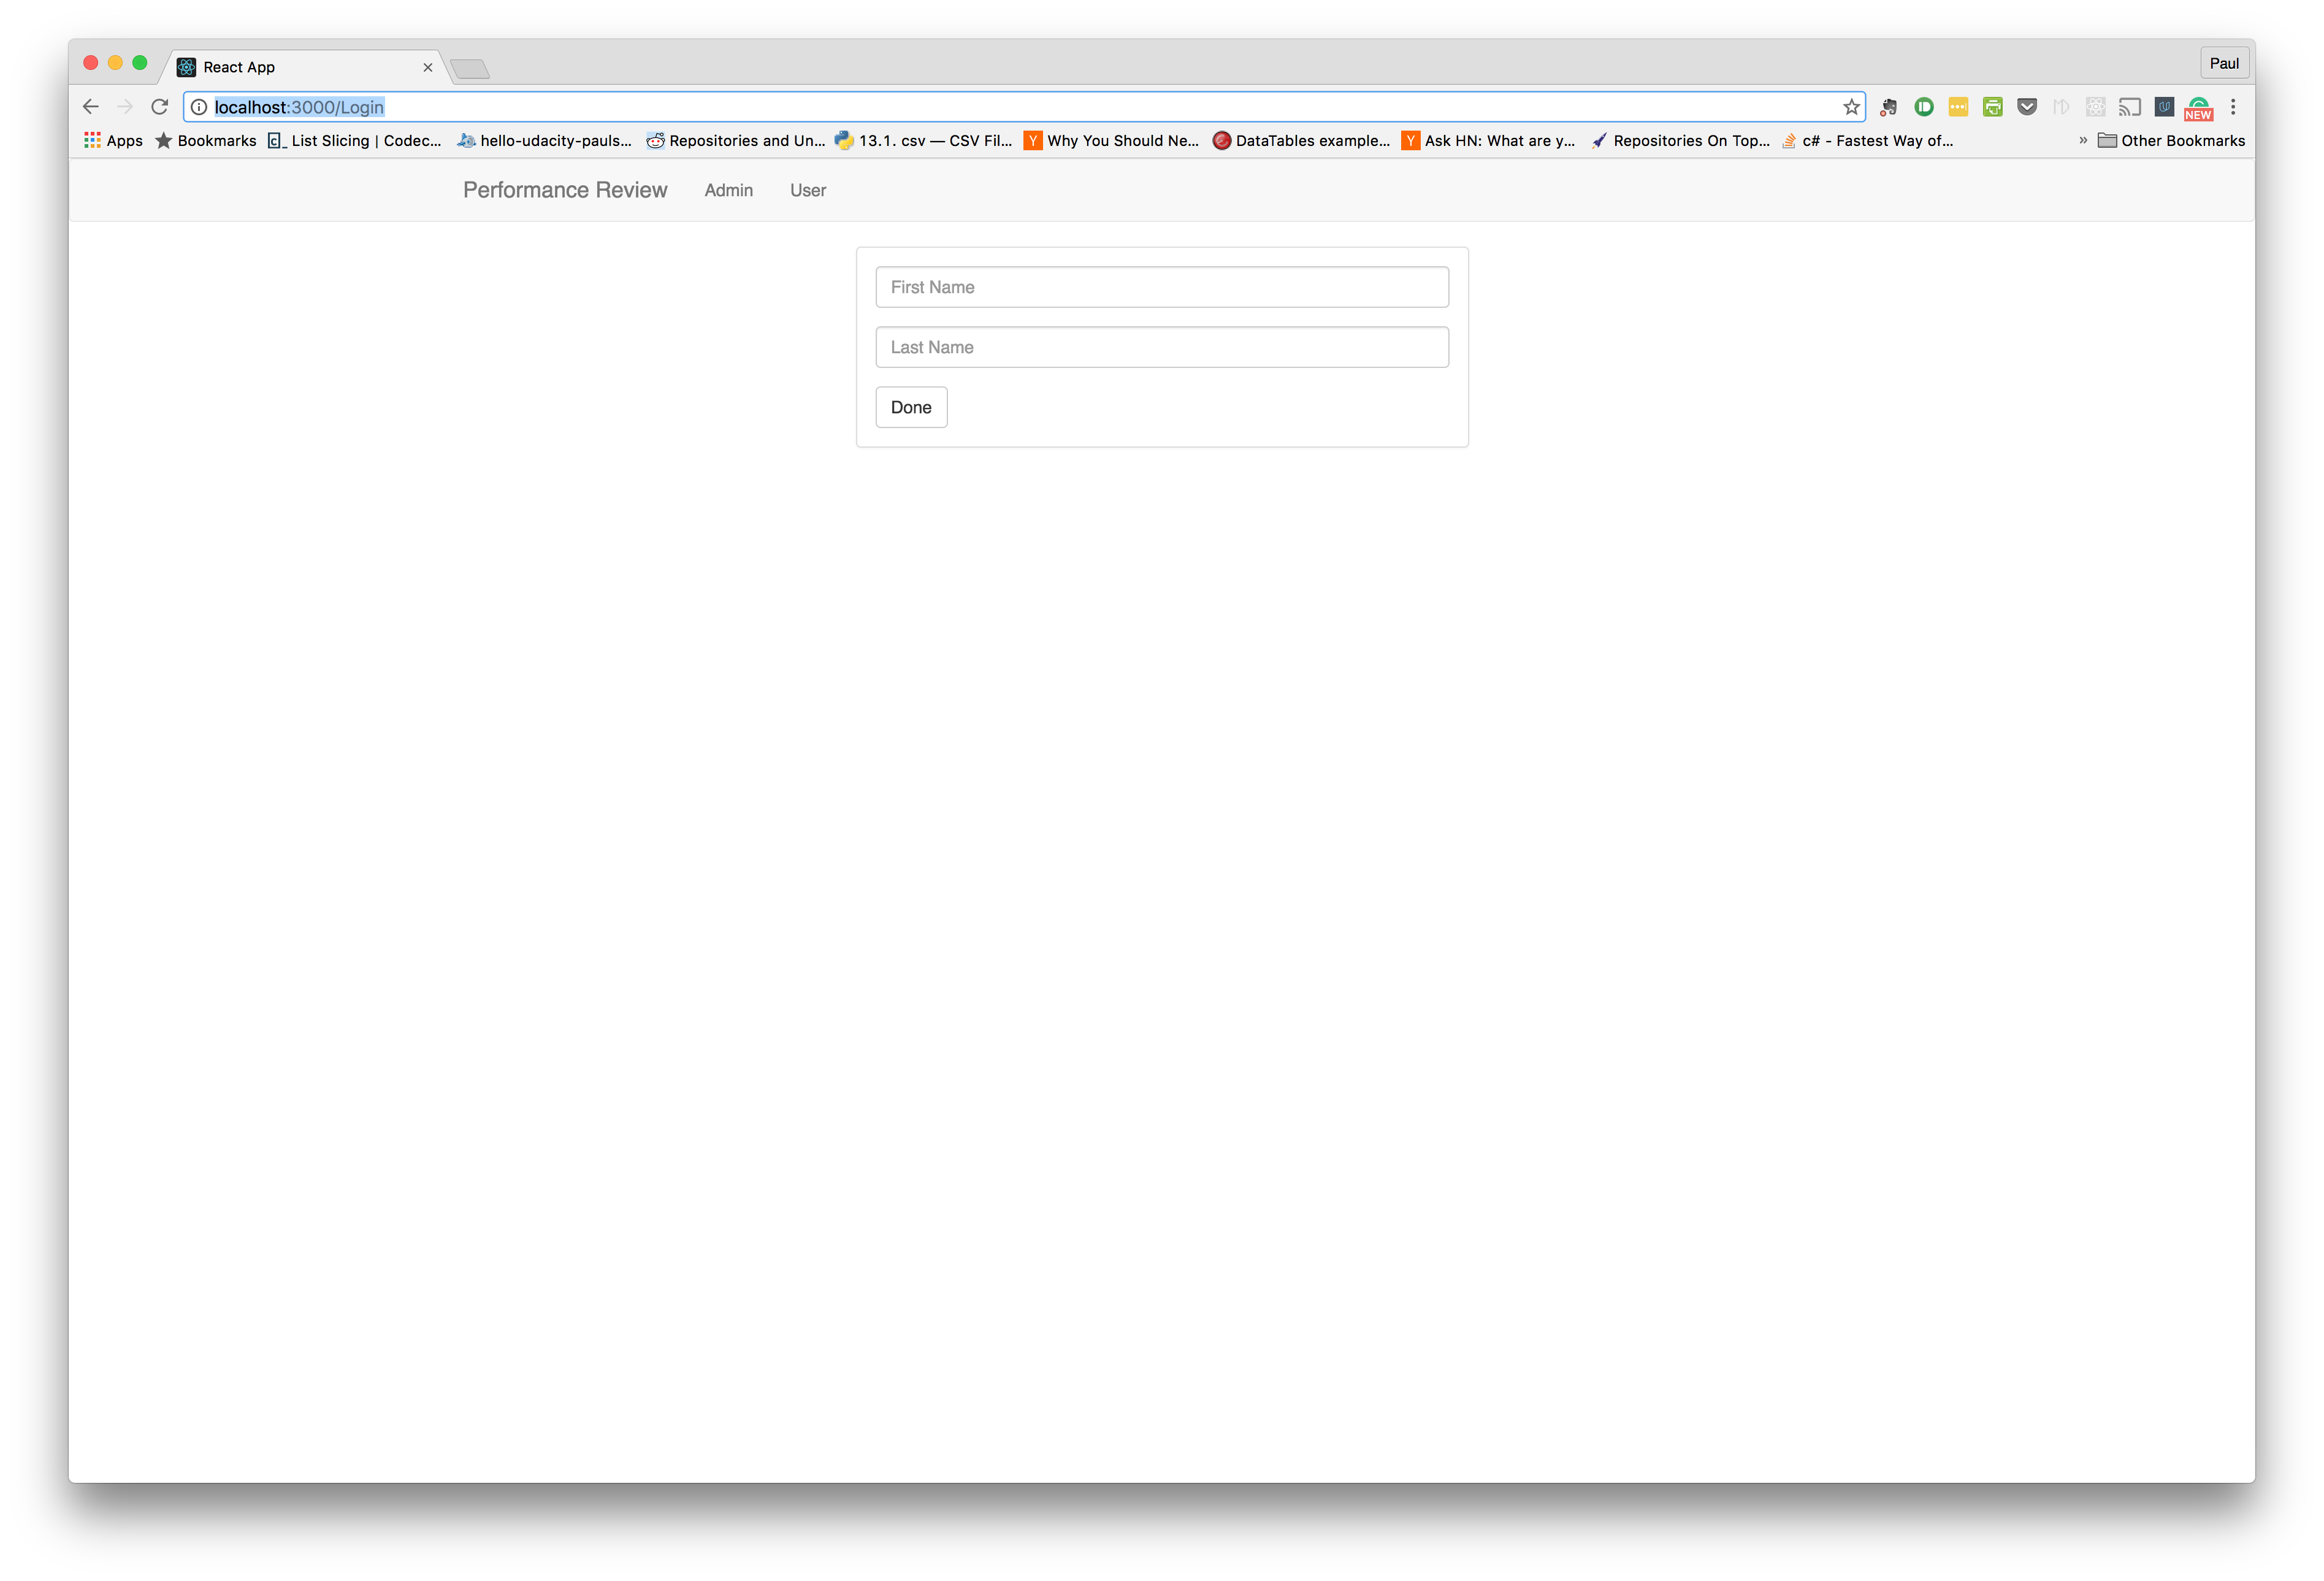 React App
Paul
localhost:3000/Login
NEW
Apps Bookmarks List Slicing | Codec... hello-udacity-pauls... Repositories and Un... 13.1. csv — CSV Fil... Why You Should Ne... DataTables example... Ask HN: What are y... Repositories On Top... c# - Fastest Way of... » Other Bookmarks
Performance Review Admin User
First Name
Last Name
Done